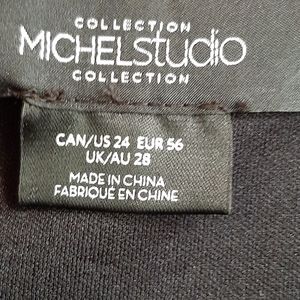 COLLECTION
MICHELstudio
COLLECTION
CAN/US 24 EUR 56
UK/AU 28
MADE IN CHINA
FABRIQUÉ EN CHINE